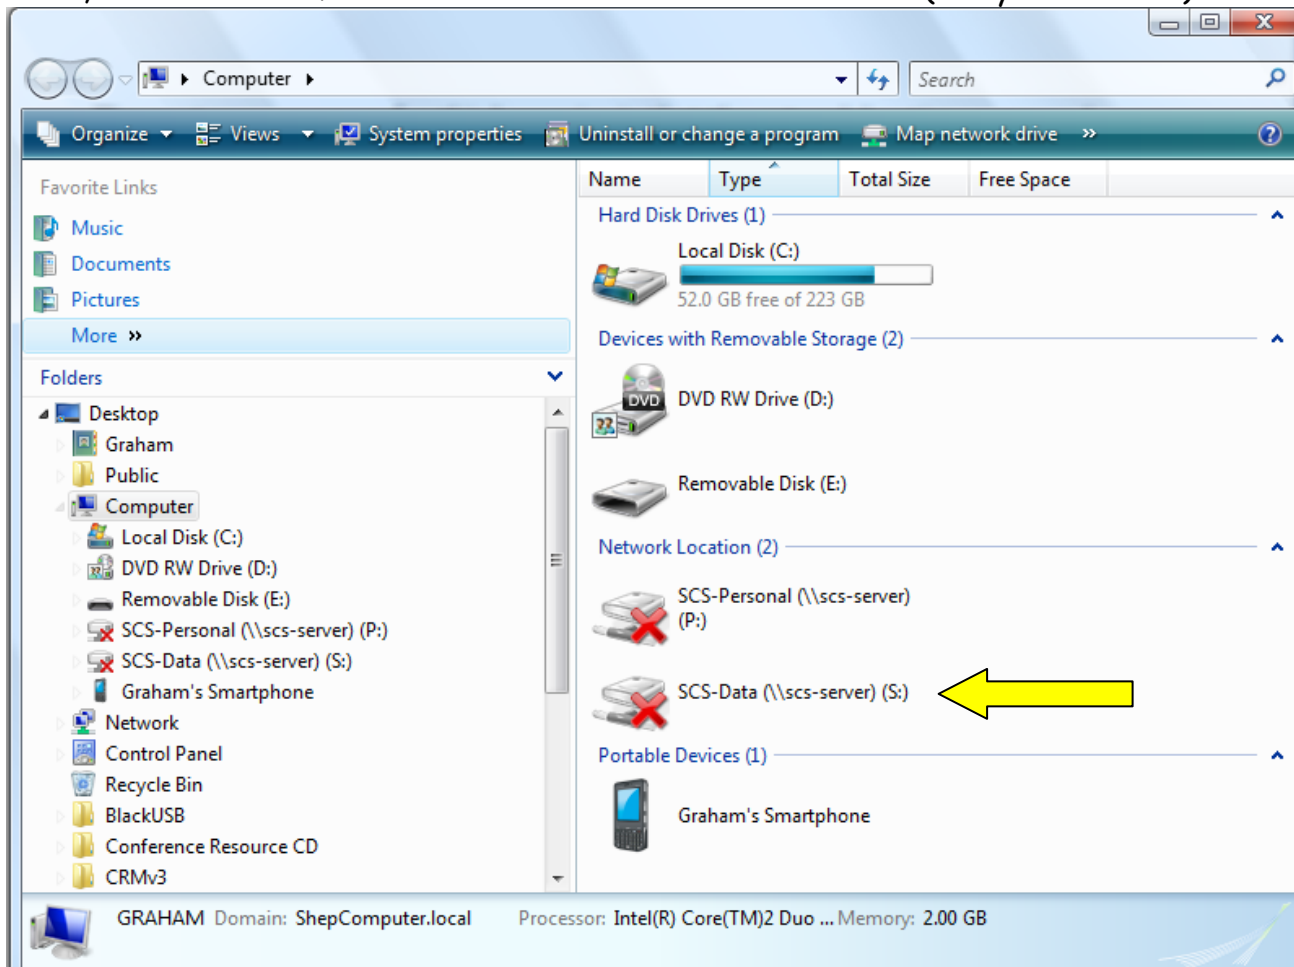 Computer
Search
Organize Views System properties Uninstall or change a program Map network drive »
Favorite Links
Music
Documents
Pictures
More »
Folders
Desktop
Graham
Public
Computer
Local Disk (C:)
DVD RW Drive (D:)
Removable Disk (E:)
SCS-Personal (\\scs-server) (P:)
SCS-Data (\\scs-server) (S:)
Graham's Smartphone
Network
Control Panel
Recycle Bin
BlackUSB
Conference Resource CD
CRMv3
Name Type Total Size Free Space
Hard Disk Drives (1)
Local Disk (C:)
52.0 GB free of 223 GB
Devices with Removable Storage (2)
DVD
DVD RW Drive (D:)
Removable Disk (E:)
Network Location (2)
SCS-Personal (\\scs-server)
(P:)
SCS-Data (\\scs-server) (S:)
Portable Devices (1)
Graham's Smartphone
GRAHAM Domain: ShepComputer.local Processor: Intel(R) Core(TM)2 Duo ... Memory: 2.00 GB